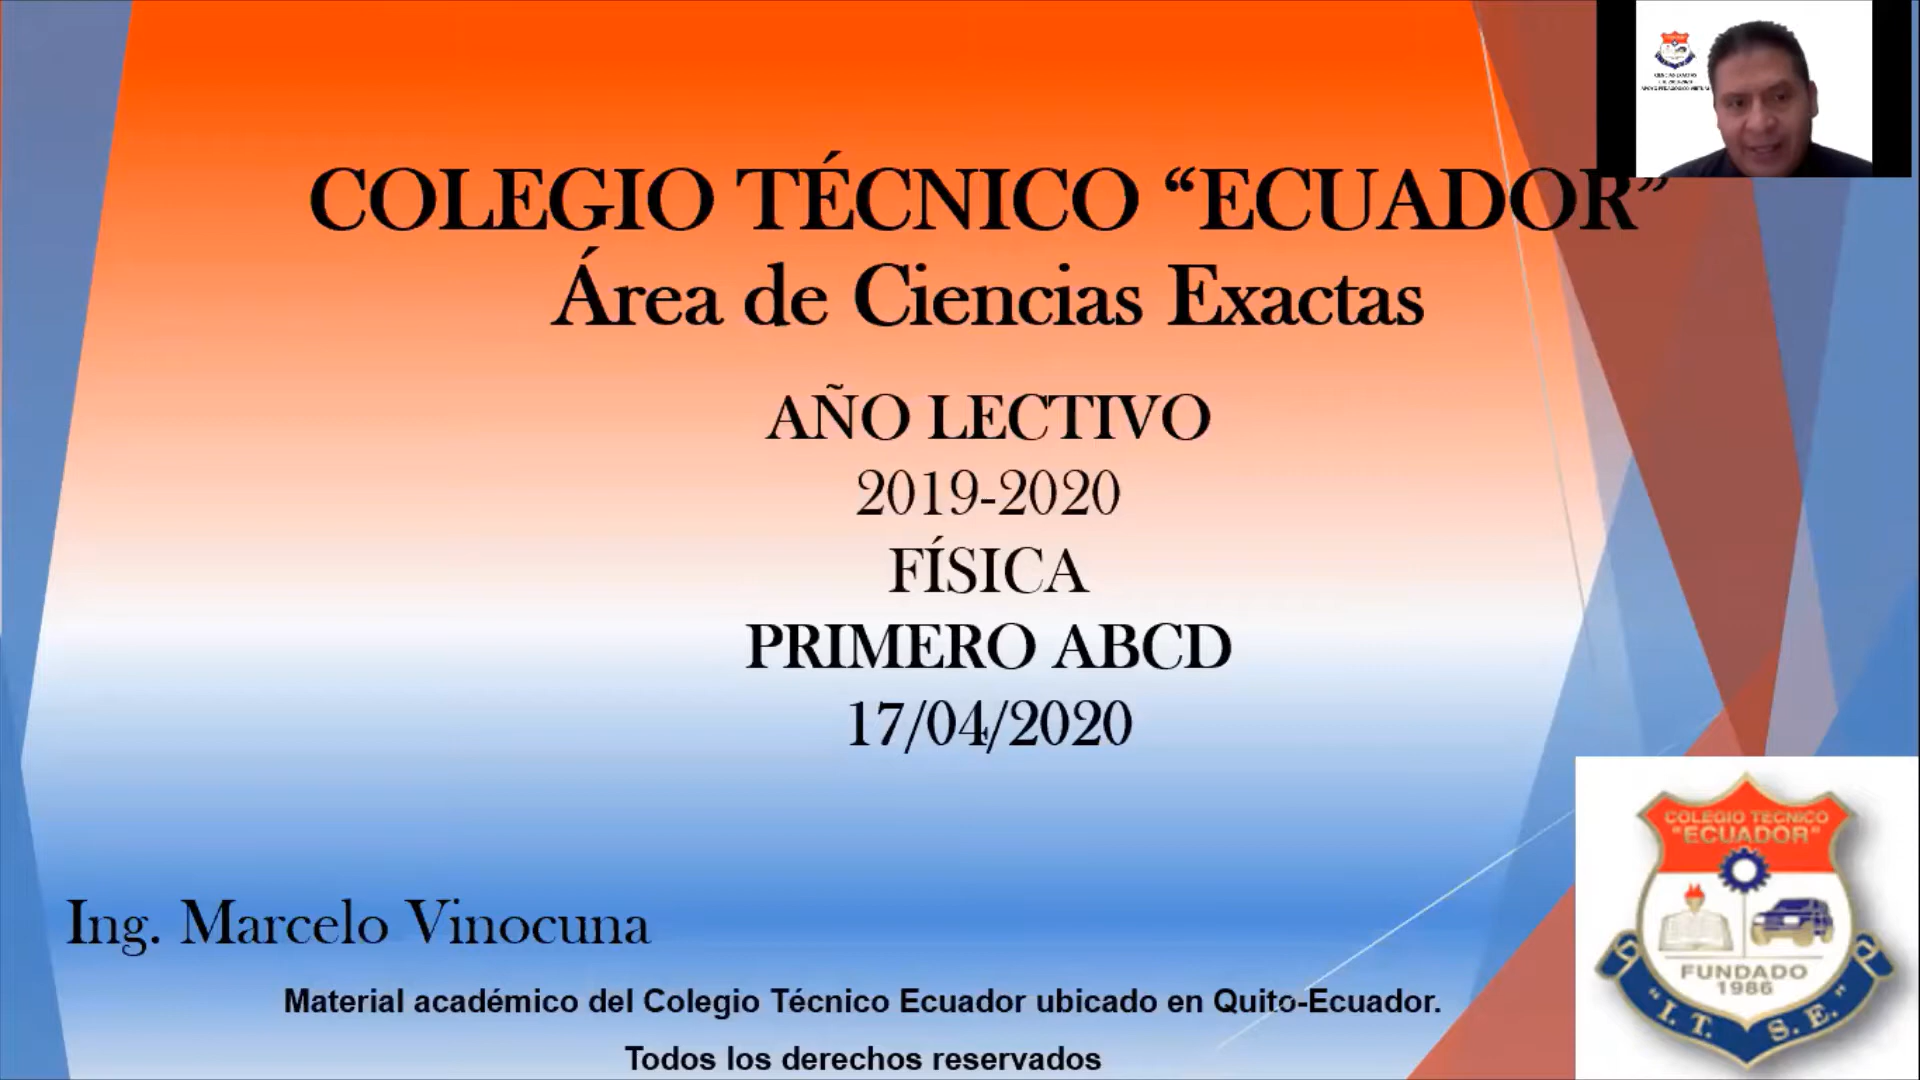 COLEGIO TÉCNICO “ECUADOR”
Área de Ciencias Exactas
AÑO LECTIVO
2019-2020
FÍSICA
PRIMERO ABCD
17/04/2020
Ing. Marcelo Vinocuna
Material académico del Colegio Técnico Ecuador ubicado en Quito-Ecuador.
Todos los derechos reservados
COLEGIO TECNICO
"ECUADOR"
FUNDADO
1986
"I.T. S.E."